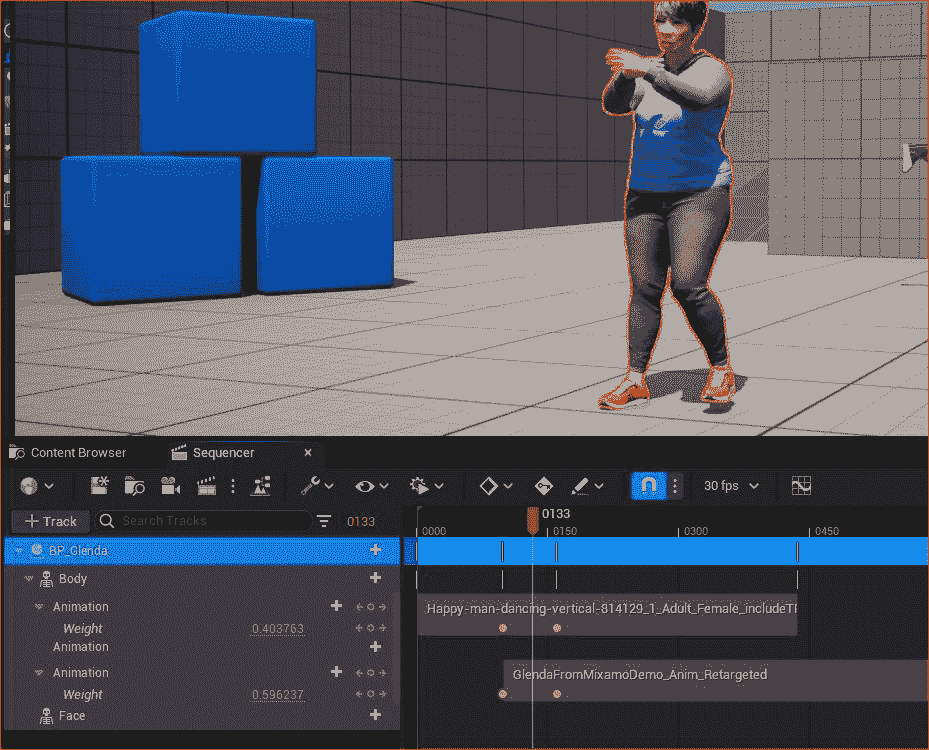 Content Browser
Sequencer
30 fps
Track
Search Tracks
0133
0133
0000
0150
0300
0450
BP_Glenda
Body
Animation
Happy-man-dancing-vertical-814129_1_Adult_Female_includeT
Weight
0.403763
Animation
Animation
GlendaFromMixamoDemo_Anim_Retargeted
Weight
0.596237
Face